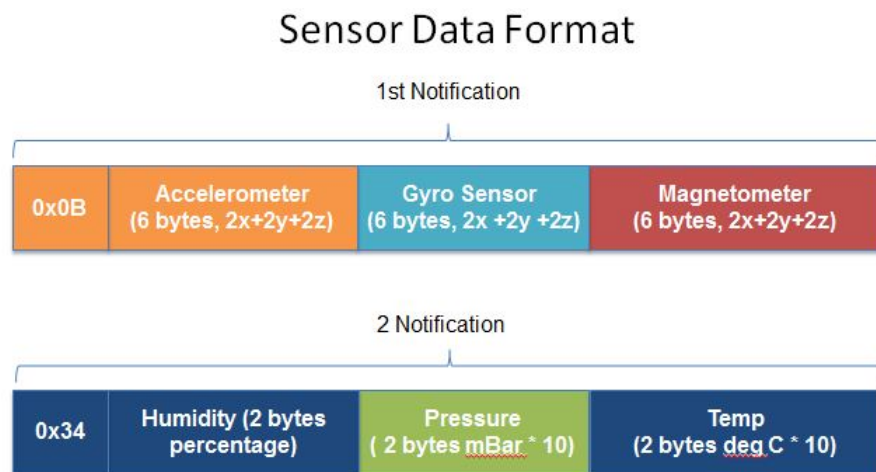 Sensor Data Format
1st Notification
0x0B
Accelerometer
(6 bytes, 2x+2y+2z)
Gyro Sensor
(6 bytes, 2x +2y +2z)
Magnetometer
(6 bytes, 2x+2y+2z)
2 Notification
0x34
Humidity (2 bytes
percentage)
Pressure
( 2 bytes mBar * 10)
Temp
(2 bytes deg C * 10)